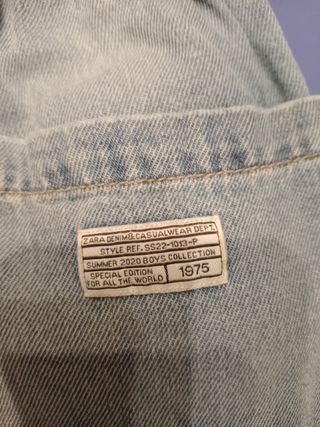 ZARA DENIM&CASUALWEAR DEPT.
STYLE REF. SS22-1013-P
SUMMER 2020 BOYS COLLECTION
SPECIAL EDITION
FOR ALL THE WORLD
1975